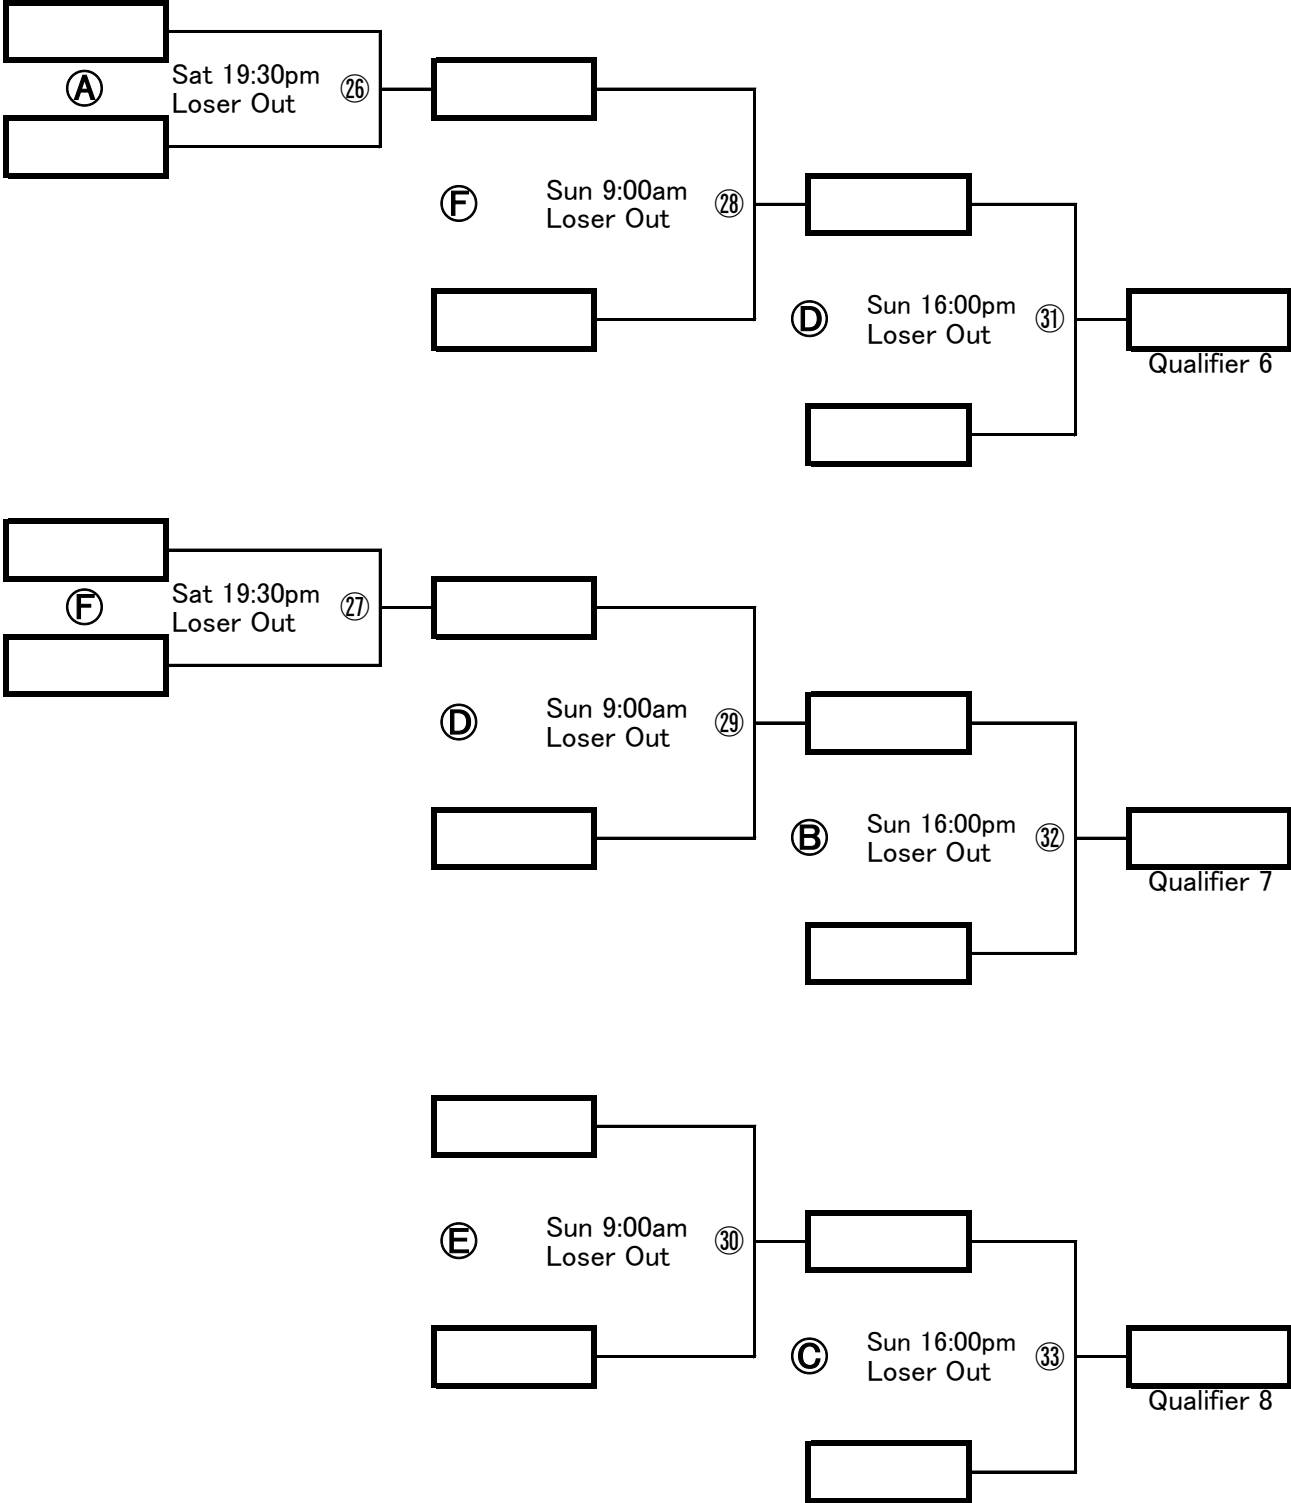 Ⓐ
Sat 19:30pm
Loser Out
㉖
Ⓕ
Sun 9:00am
Loser Out
㉘
Ⓓ
Sun 16:00pm
Loser Out
㉛
Qualifier 6
Ⓕ
Sat 19:30pm
Loser Out
㉗
Ⓓ
Sun 9:00am
Loser Out
㉙
Ⓑ
Sun 16:00pm
Loser Out
㉜
Qualifier 7
Ⓔ
Sun 9:00am
Loser Out
㉚
Ⓒ
Sun 16:00pm
Loser Out
㉝
Qualifier 8